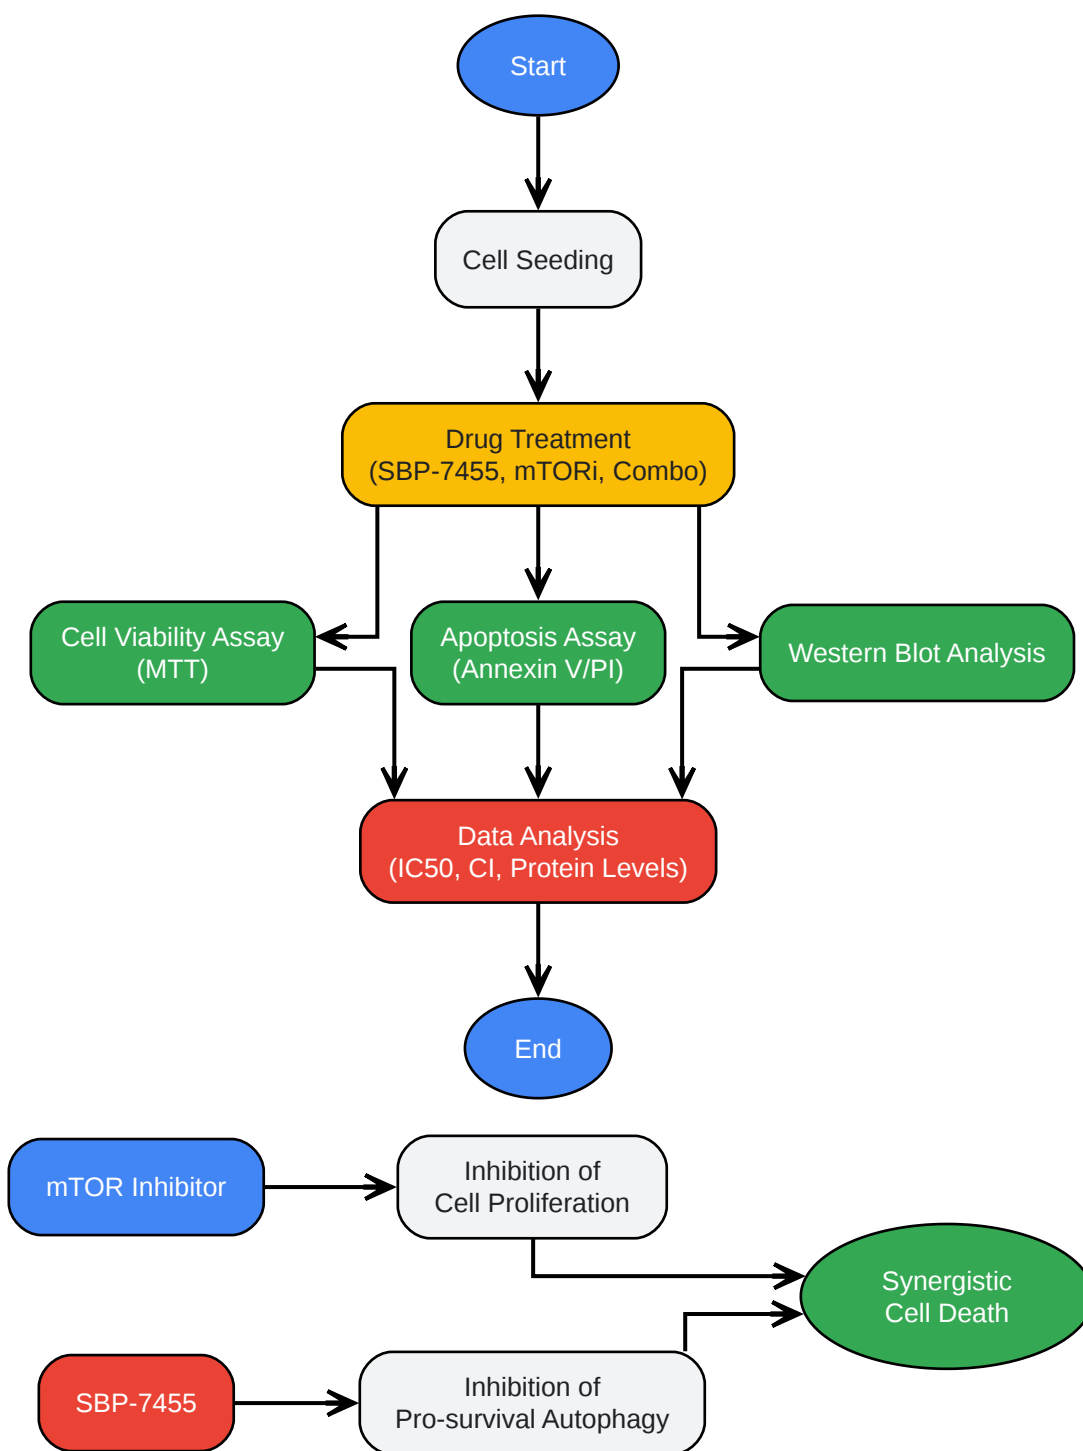 Start
Cell Seeding
Drug Treatment
(SBP-7455, mTORi, Combo)
Cell Viability Assay
(MTT)
Apoptosis Assay
(Annexin V/PI)
Western Blot Analysis
Data Analysis
(IC50, CI, Protein Levels)
End
mTOR Inhibitor
Inhibition of
Cell Proliferation
Synergistic
Cell Death
SBP-7455
Inhibition of
Pro-survival Autophagy